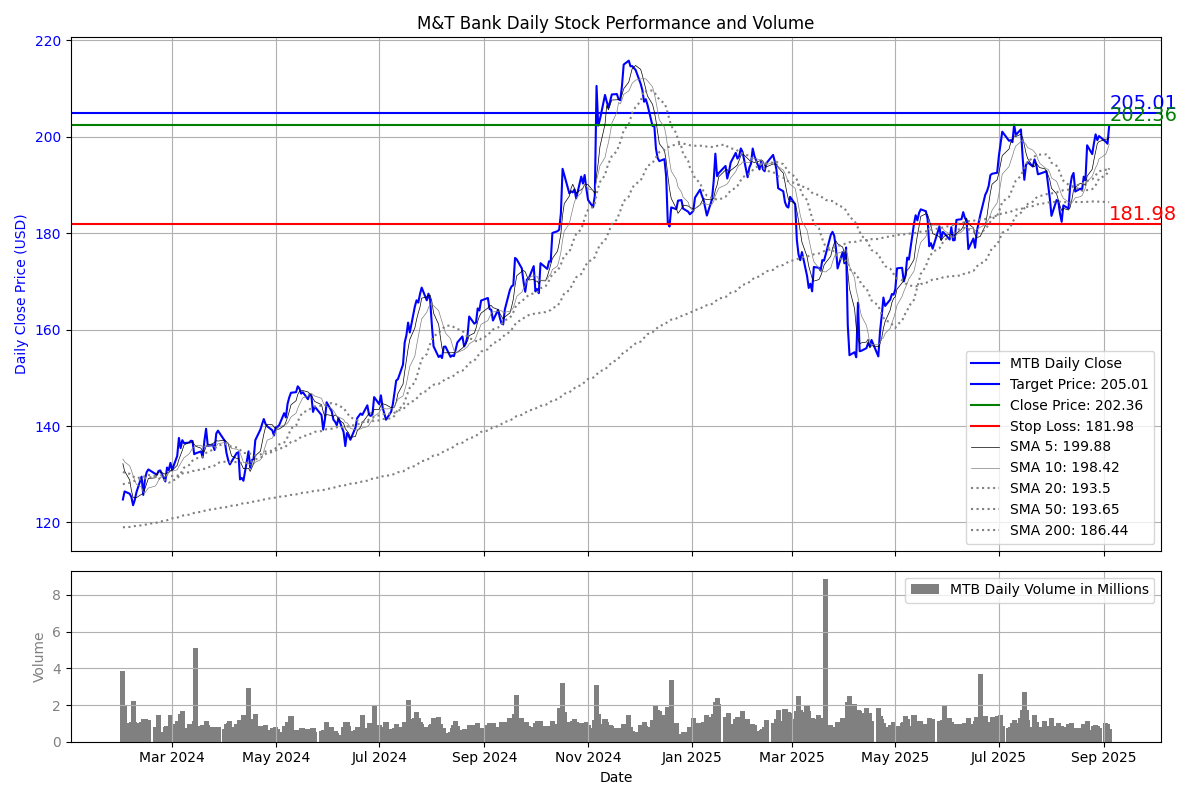 M&T Bank Daily Stock Performance and Volume
220
200
180
160
140
120
Daily Close Price (USD)
205.01
202.36
181.98
MTB Daily Close
Target Price: 205.01
Close Price: 202.36
Stop Loss: 181.98
SMA 5: 199.88
SMA 10: 198.42
SMA 20: 193.5
SMA 50: 193.65
SMA 200: 186.44
8
6
4
2
0
Volume
MTB Daily Volume in Millions
Mar 2024 May 2024 Jul 2024 Sep 2024 Nov 2024 Jan 2025 Mar 2025 May 2025 Jul 2025 Sep 2025
Date